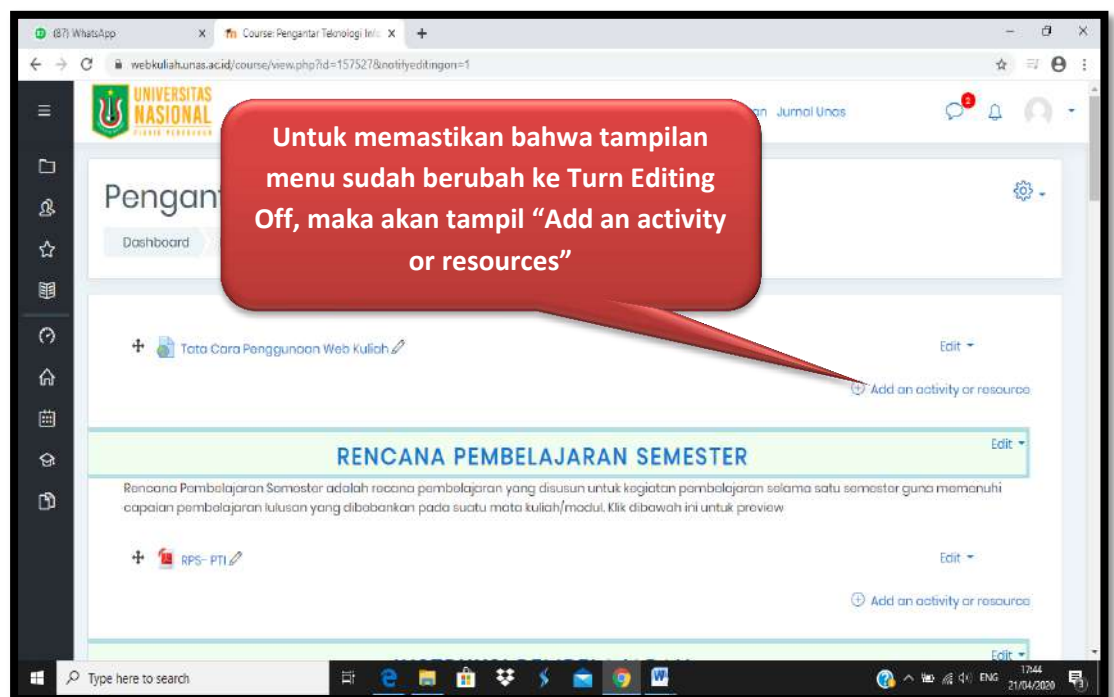 (87) WhatsApp
Course: Pengantar Teknologi Info
webkuliah.unas.ac.id/course/view.php?id=157527&notifyeditingon=1
UNIVERSITAS
NASIONAL
Jurnal Unas
2
Untuk memastikan bahwa tampilan
menu sudah berubah ke Turn Editing
Off, maka akan tampil “Add an activity
or resources”
Pengan
Dashboard
Tata Cara Penggunaan Web Kuliah
Edit
Add an activity or resource
RENCANA PEMBELAJARAN SEMESTER
Edit
Rencana Pembelajaran Semester adalah recana pembelajaran yang disusun untuk kegiatan pembelajaran selama satu semester guna memenuhi
capaian pembelajaran lulusan yang dibebankan pada suatu mata kuliah/modul. Klik dibawah ini untuk preview
RPS- PTI
Edit
Add an activity or resource
Edit
Type here to search
ENG
17:44
21/04/2020